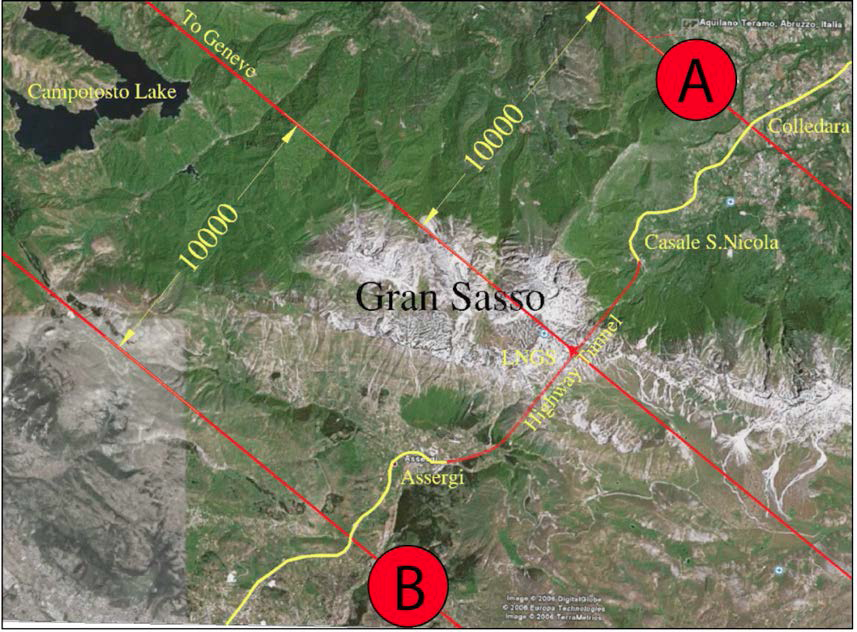 To Geneve
Aquilano Teramo, Abruzzo, Italia
A
Campotosto Lake
10000
Colledara
10000
Casale S.Nicola
Gran Sasso
LNGS
Highway Tunnel
Assergi
Assergi
B
Image © 2006 DigitalGlobe
© 2006 Europa Technologies
Image © 2006 TerraMetrics